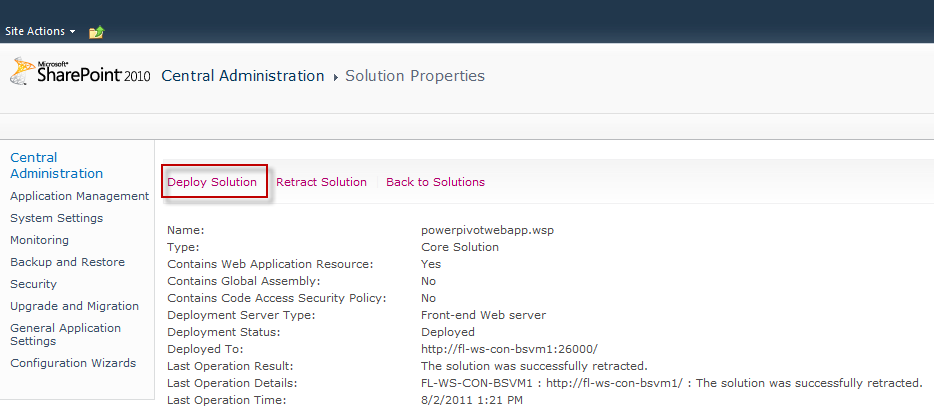 Site Actions
Microsoft®
SharePoint® 2010 Central Administration ▸ Solution Properties
Central Administration
Application Management
System Settings
Monitoring
Backup and Restore
Security
Upgrade and Migration
General Application Settings
Configuration Wizards
Deploy Solution Retract Solution Back to Solutions
Name: powerpivotwebapp.wsp
Type: Core Solution
Contains Web Application Resource: Yes
Contains Global Assembly: No
Contains Code Access Security Policy: No
Deployment Server Type: Front-end Web server
Deployment Status: Deployed
Deployed To: http://fl-ws-con-bsvm1:26000/
Last Operation Result: The solution was successfully retracted.
Last Operation Details: FL-WS-CON-BSVM1 : http://fl-ws-con-bsvm1/ : The solution was successfully retracted.
Last Operation Time: 8/2/2011 1:21 PM